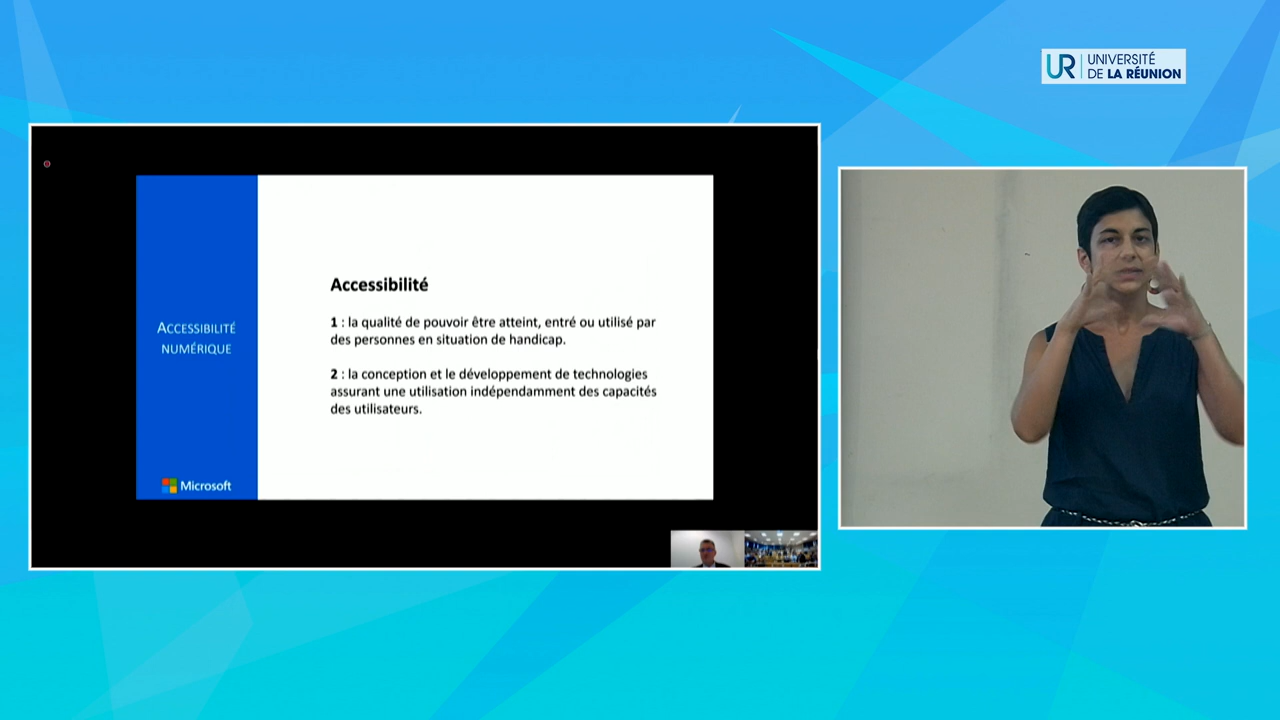 UR UNIVERSITÉ
DE LA RÉUNION
ACCESSIBILITÉ
NUMÉRIQUE
Microsoft
Accessibilité
1 : la qualité de pouvoir être atteint, entré ou utilisé par
des personnes en situation de handicap.
2 : la conception et le développement de technologies
assurant une utilisation indépendamment des capacités
des utilisateurs.